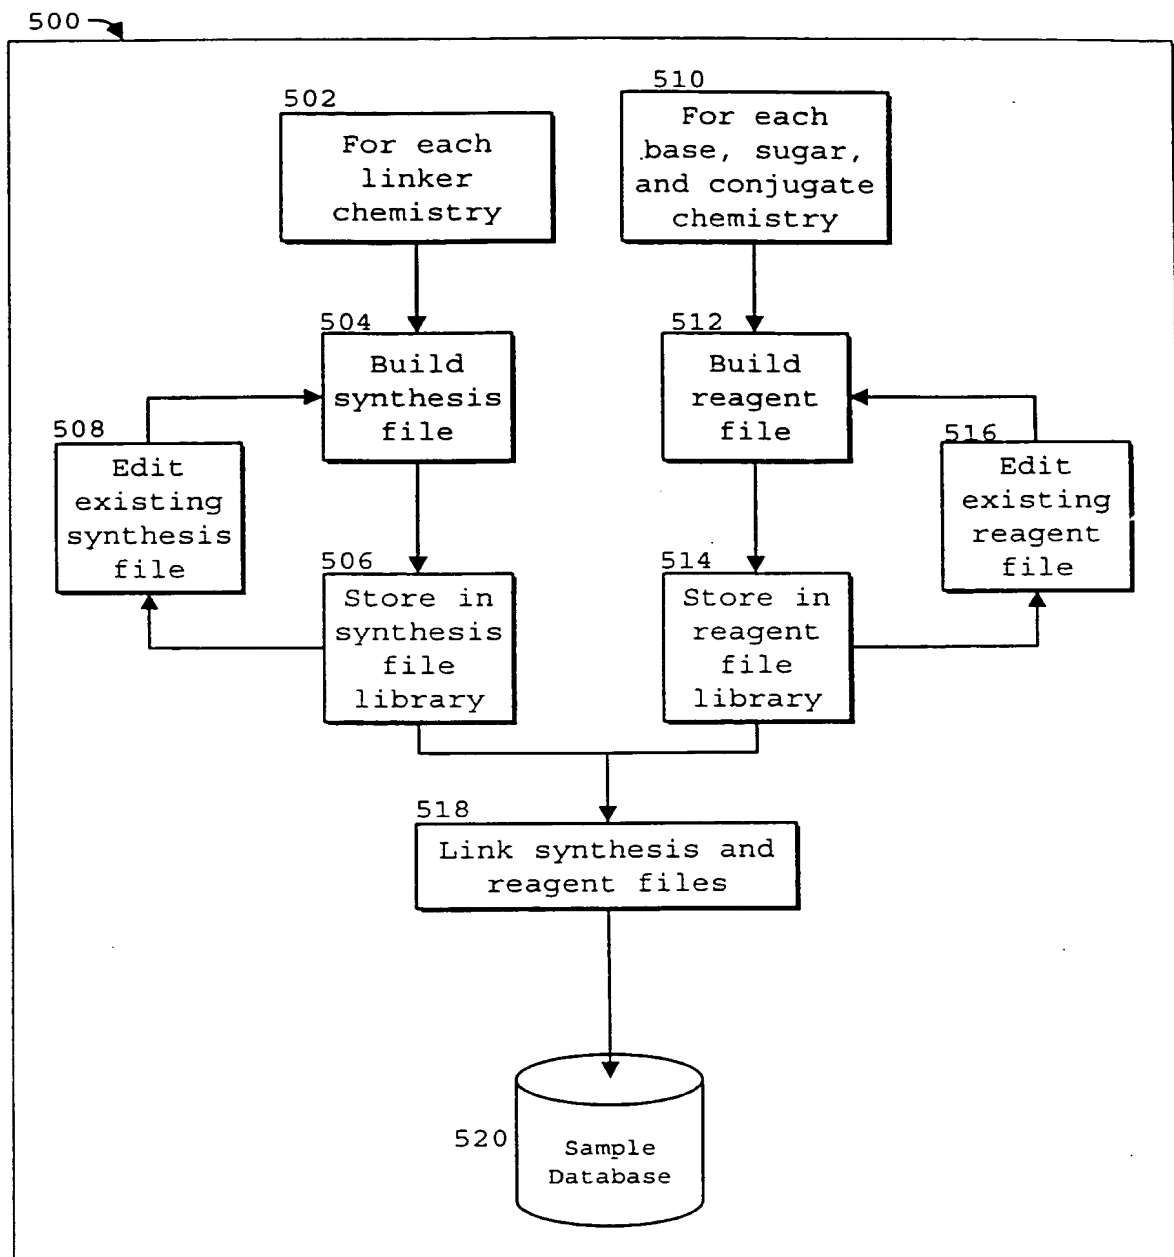 500
502
For each
linker
chemistry
510
For each
base, sugar,
and conjugate
chemistry
504
Build
synthesis
file
512
Build
reagent
file
508
Edit
existing
synthesis
file
516
Edit
existing
reagent
file
506
Store in
synthesis
file
library
514
Store in
reagent
file
library
518
Link synthesis and
reagent files
520
Sample
Database